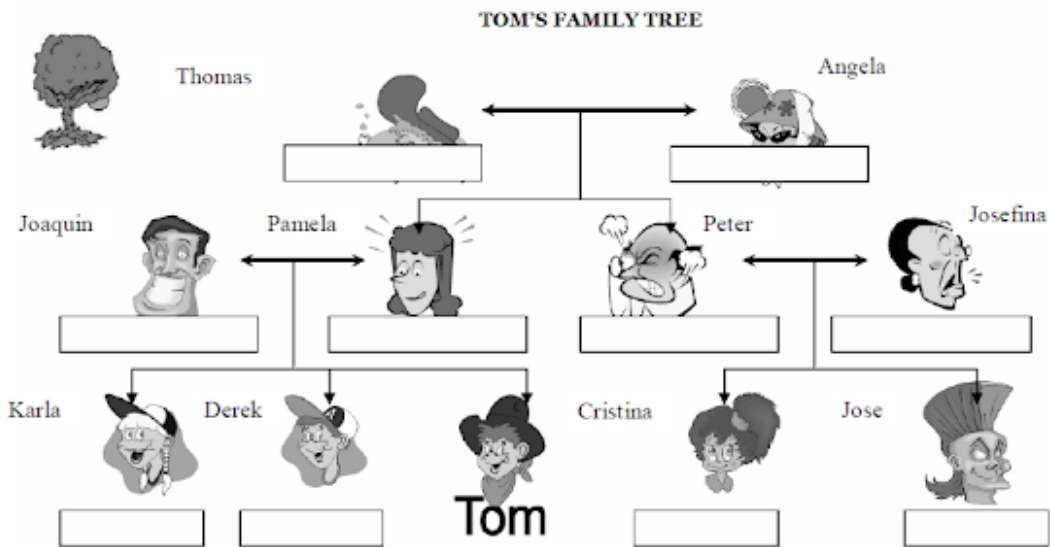 TOM'S FAMILY TREE
Thomas
Angela
Joaquin
Pamela
Peter
Josefina
Karla
Derek
Tom
Cristina
Jose